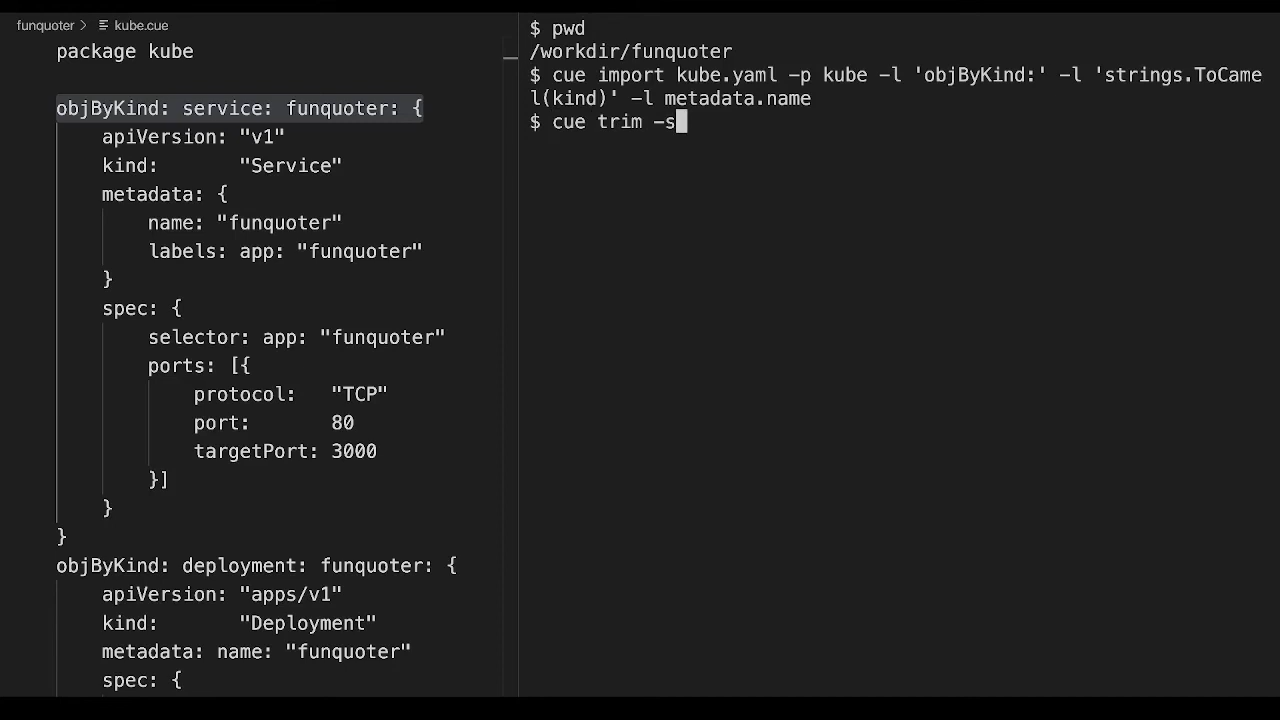 funquoter > kube.cue
package kube
objByKind: service: funquoter: {
apiVersion: "v1"
kind: "Service"
metadata: {
name: "funquoter"
labels: app: "funquoter"
}
spec: {
selector: app: "funquoter"
ports: [{
protocol: "TCP"
port: 80
targetPort: 3000
}]
}
}
objByKind: deployment: funquoter: {
apiVersion: "apps/v1"
kind: "Deployment"
metadata: name: "funquoter"
spec: {
$ pwd
/workdir/funquoter
$ cue import kube.yaml -p kube -l 'objByKind:' -l 'strings.ToCame
l(kind)' -l metadata.name
$ cue trim -s